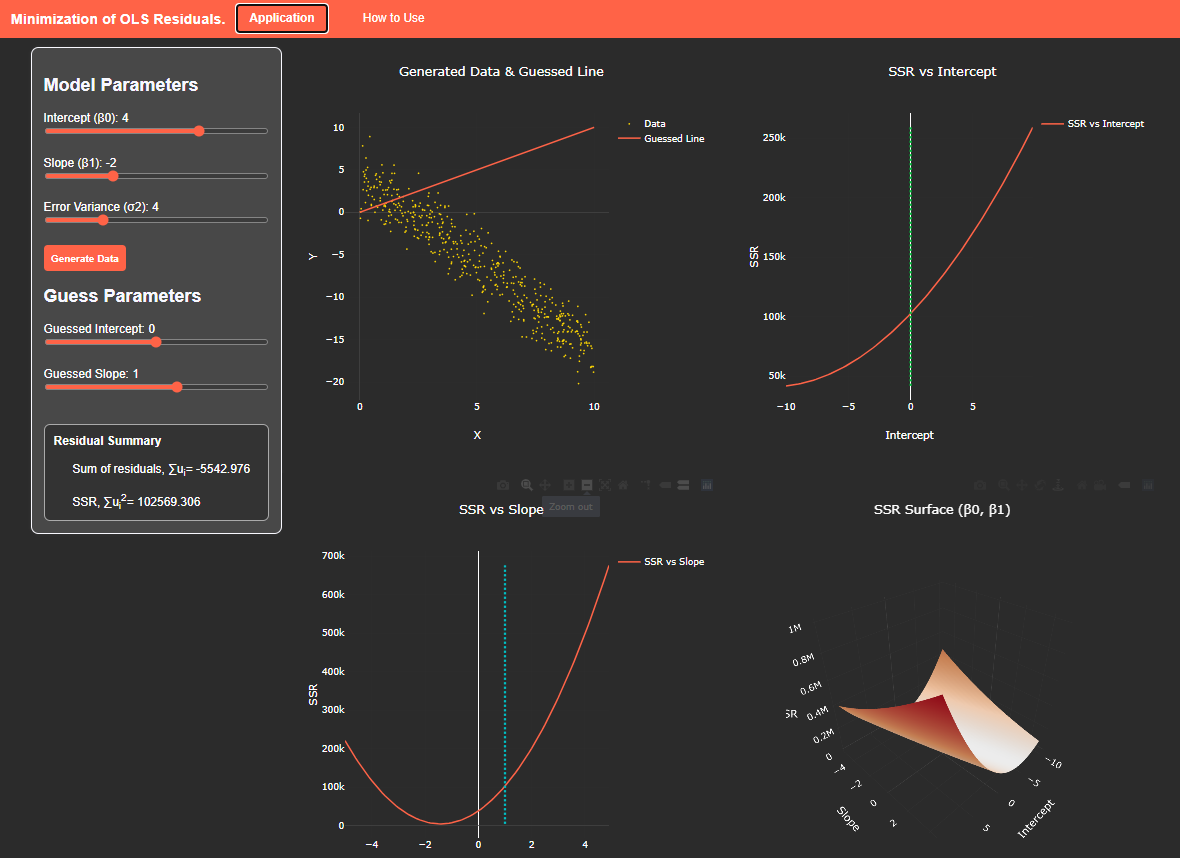 Minimization of OLS Residuals. Application How to Use
Model Parameters
Intercept (β0): 4
Slope (β1): -2
Error Variance (σ2): 4
Generate Data
Guess Parameters
Guessed Intercept: 0
Guessed Slope: 1
Residual Summary
Sum of residuals, ∑ui= -5542.976
SSR, ∑ui2= 102569.306
Generated Data & Guessed Line
Data
Guessed Line
10
5
0
−5
−10
−15
−20
Y
0 5 10
X
SSR vs Intercept
SSR vs Intercept
250k
200k
150k
100k
50k
SSR
−10 −5 0 5
Intercept
Zoom out
SSR vs Slope
SSR vs Slope
700k
600k
500k
400k
300k
200k
100k
0
SSR
−4 −2 0 2 4
SSR Surface (β0, β1)
1M
0.8M
0.6M
0.4M
0.2M
0
SR
−4
−2
0
2
Slope
−10
−5
0
5
Intercept